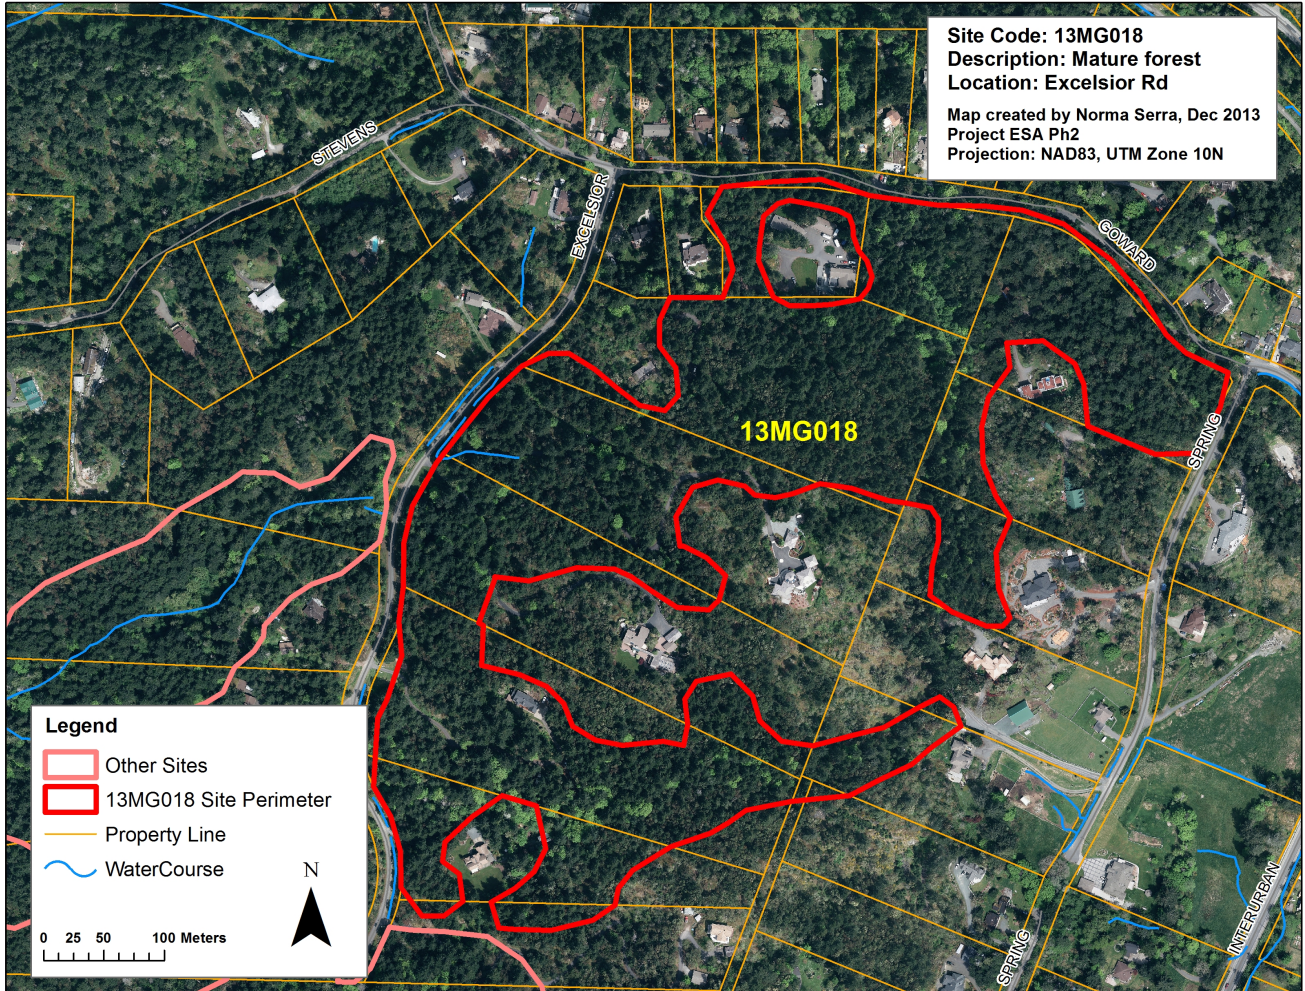 Site Code: 13MG018
Description: Mature forest
Location: Excelsior Rd
Map created by Norma Serra, Dec 2013
Project ESA Ph2
Projection: NAD83, UTM Zone 10N
STEVENS
EXCELSIOR
GOWARD
13MG018
SPRING
Legend
Other Sites
13MG018 Site Perimeter
Property Line
WaterCourse
N
0 25 50 100 Meters
INTERURBAN
SPRING